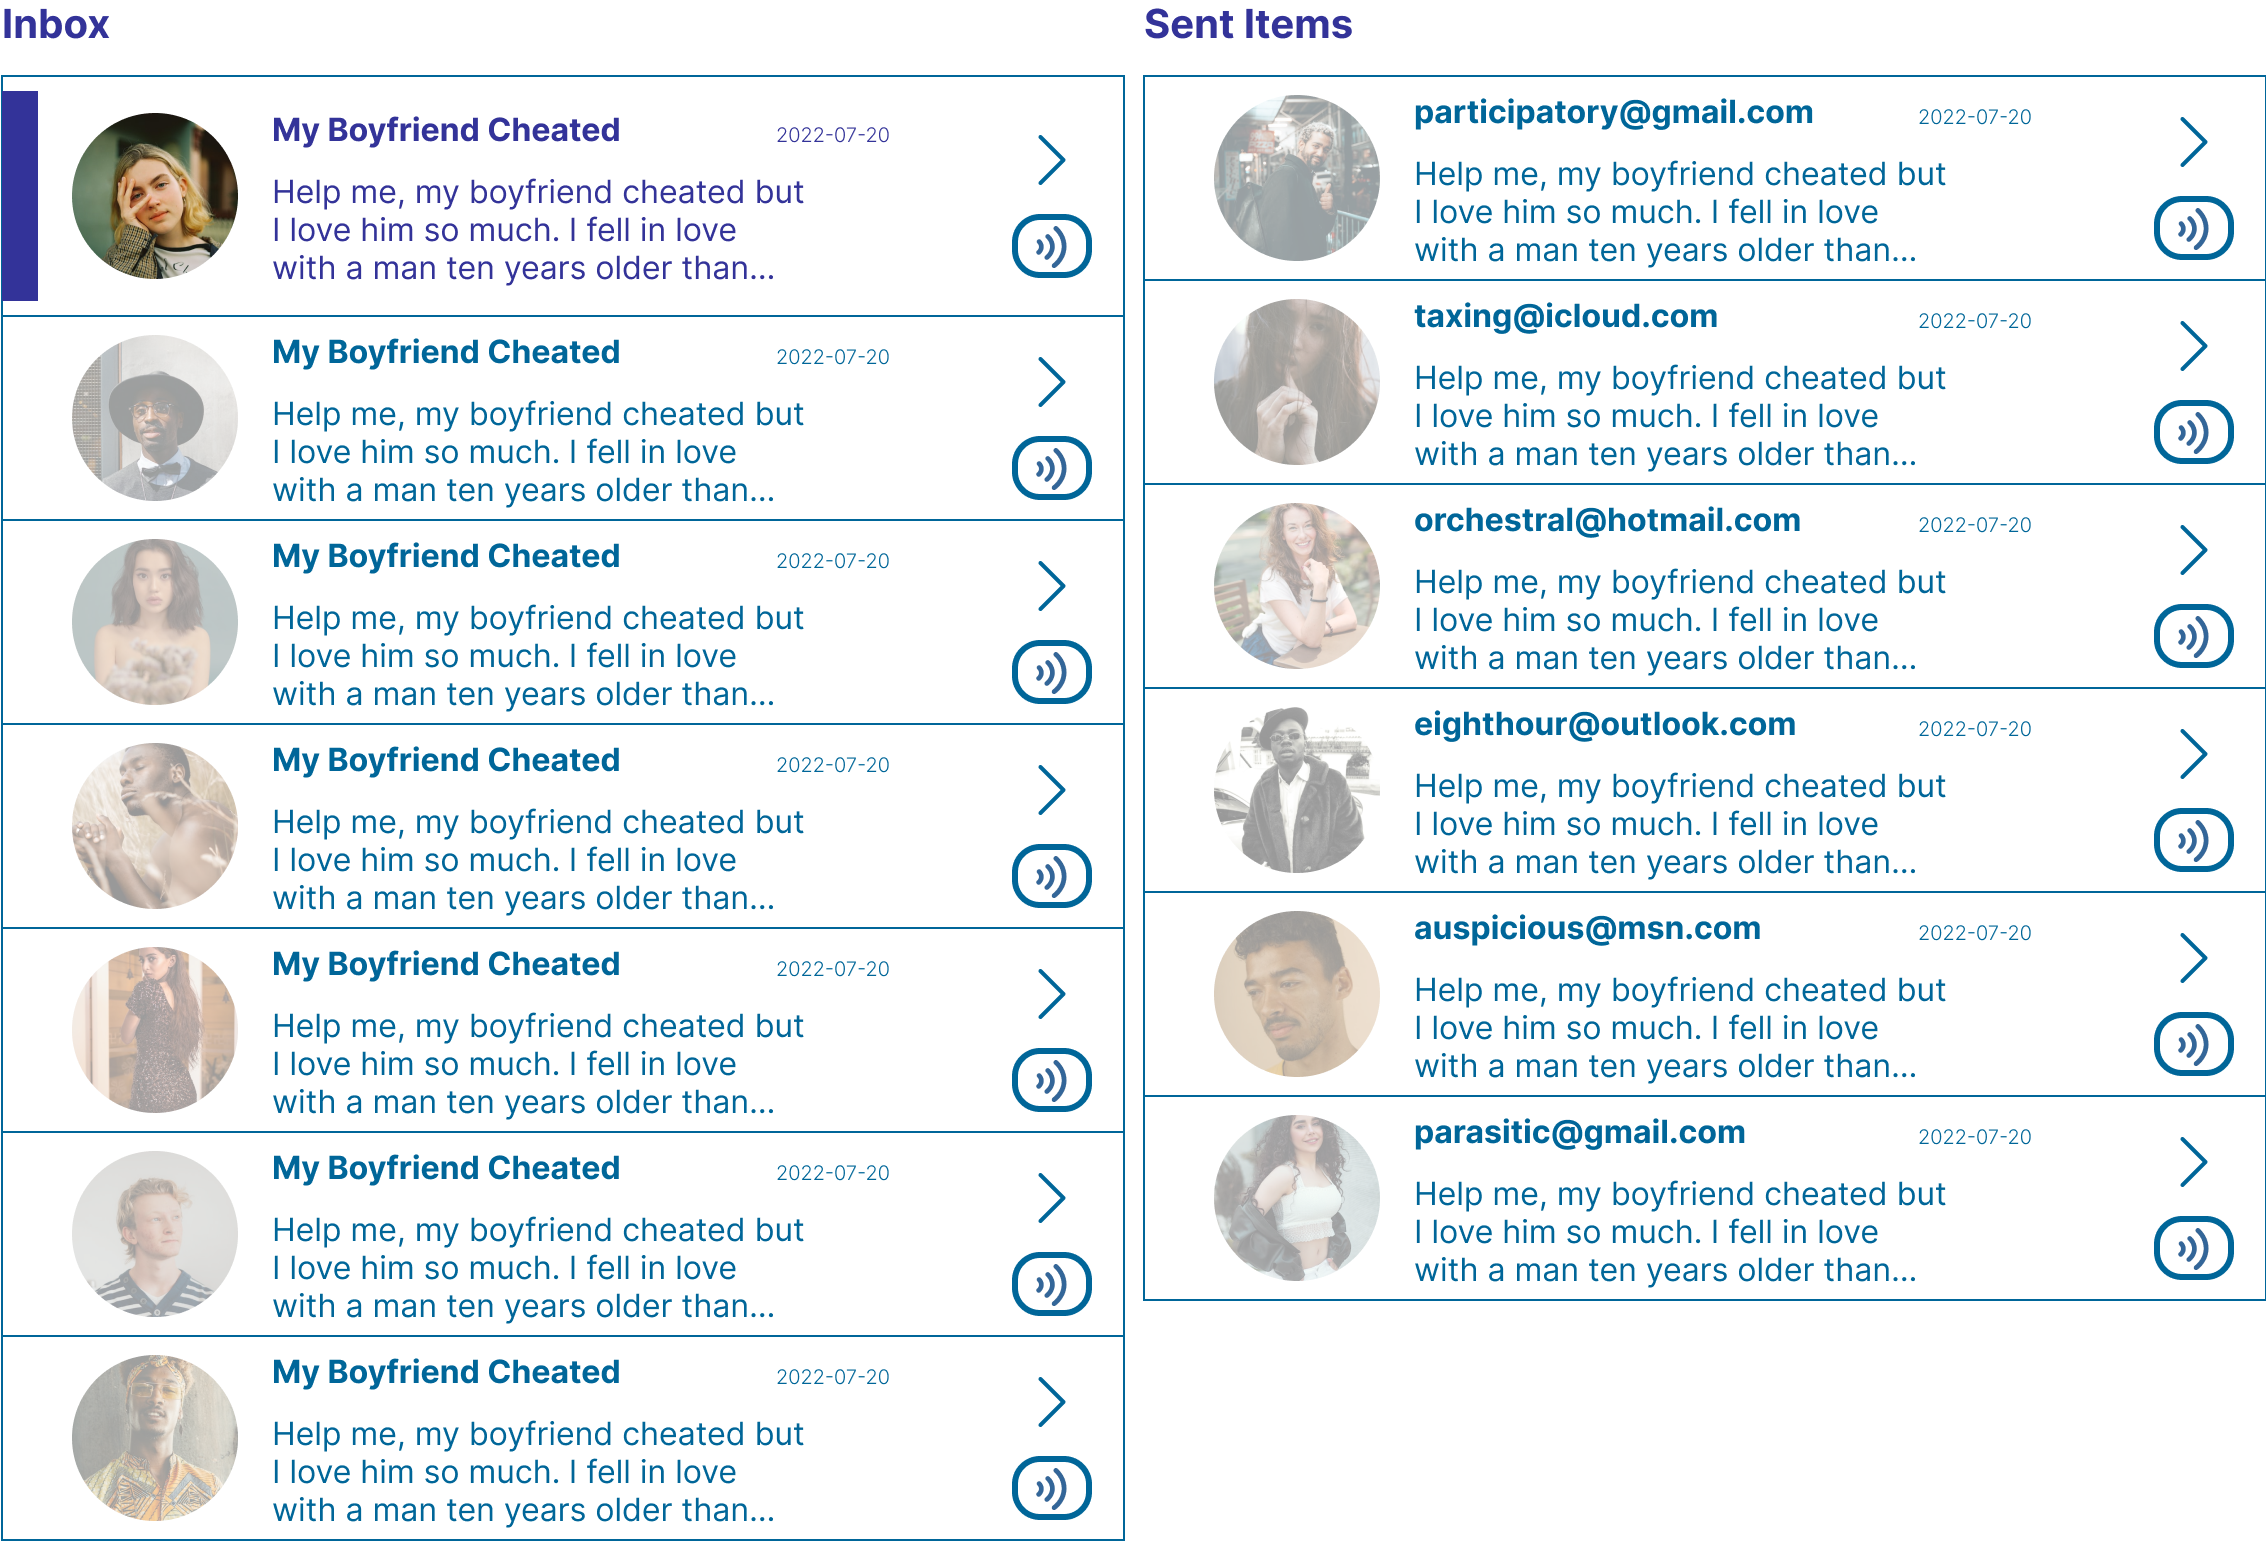 Inbox
My Boyfriend Cheated
2022-07-20
Help me, my boyfriend cheated but
I love him so much. I fell in love
with a man ten years older than...
My Boyfriend Cheated
2022-07-20
Help me, my boyfriend cheated but
I love him so much. I fell in love
with a man ten years older than...
My Boyfriend Cheated
2022-07-20
Help me, my boyfriend cheated but
I love him so much. I fell in love
with a man ten years older than...
My Boyfriend Cheated
2022-07-20
Help me, my boyfriend cheated but
I love him so much. I fell in love
with a man ten years older than...
My Boyfriend Cheated
2022-07-20
Help me, my boyfriend cheated but
I love him so much. I fell in love
with a man ten years older than...
My Boyfriend Cheated
2022-07-20
Help me, my boyfriend cheated but
I love him so much. I fell in love
with a man ten years older than...
My Boyfriend Cheated
2022-07-20
Help me, my boyfriend cheated but
I love him so much. I fell in love
with a man ten years older than...
Sent Items
participatory@gmail.com
2022-07-20
Help me, my boyfriend cheated but
I love him so much. I fell in love
with a man ten years older than...
taxing@icloud.com
2022-07-20
Help me, my boyfriend cheated but
I love him so much. I fell in love
with a man ten years older than...
orchestral@hotmail.com
2022-07-20
Help me, my boyfriend cheated but
I love him so much. I fell in love
with a man ten years older than...
eighthour@outlook.com
2022-07-20
Help me, my boyfriend cheated but
I love him so much. I fell in love
with a man ten years older than...
auspicious@msn.com
2022-07-20
Help me, my boyfriend cheated but
I love him so much. I fell in love
with a man ten years older than...
parasitic@gmail.com
2022-07-20
Help me, my boyfriend cheated but
I love him so much. I fell in love
with a man ten years older than...